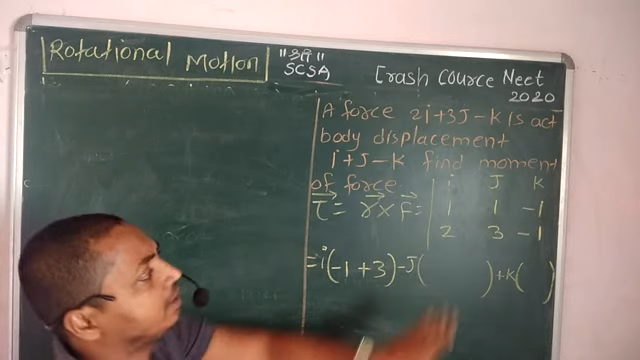 Rotational Motion
"श्री"
SCSA
Crash Cource Neet
2020
A force 2i+3J-K is act
body displacement
i+J-K find moment
of force
i J K
τ⃗ = r⃗ × F⃗ = 1 1 -1
2 3 -1
= i(-1+3)-J( )+K( )